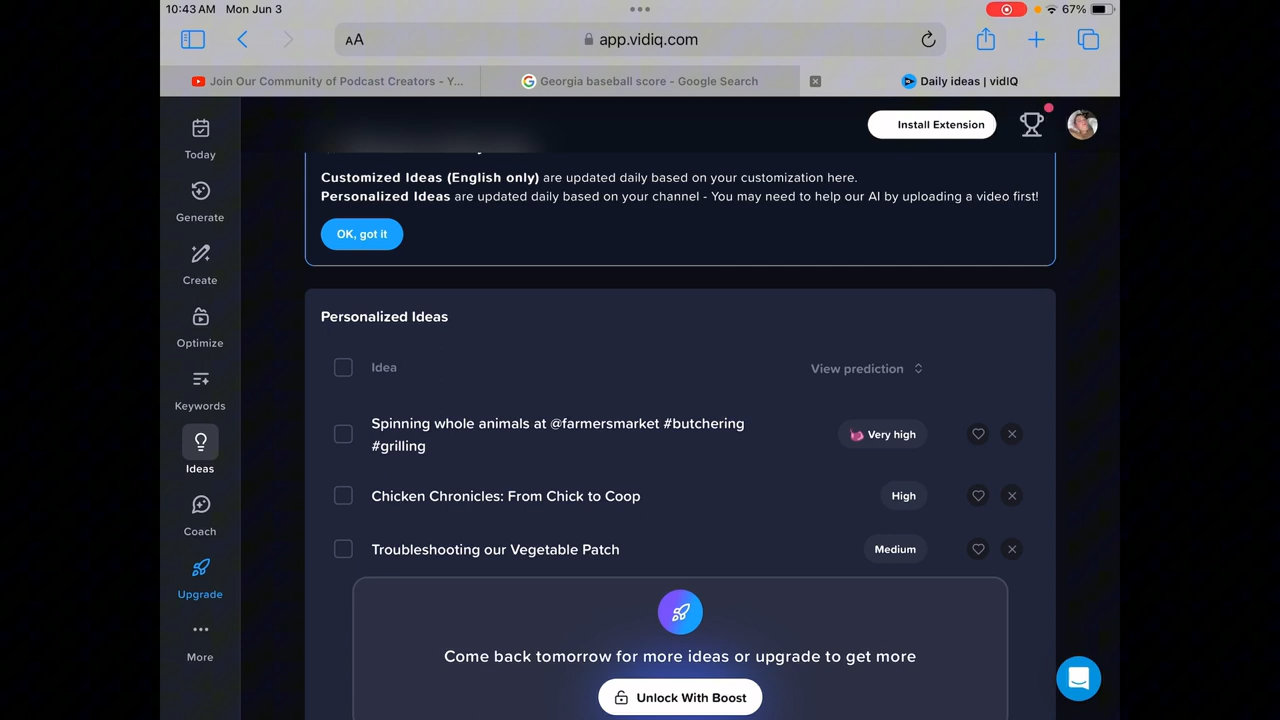 10:43 AM Mon Jun 3
67%
AA
app.vidiq.com
Join Our Community of Podcast Creators - Y...
Georgia baseball score - Google Search
Daily ideas | vidIQ
Install Extension
Today
Generate
Create
Optimize
Keywords
Ideas
Coach
Upgrade
More
Customized Ideas (English only) are updated daily based on your customization here.
Personalized Ideas are updated daily based on your channel - You may need to help our AI by uploading a video first!
OK, got it
Personalized Ideas
Idea
View prediction
Spinning whole animals at @farmersmarket #butchering
#grilling
Very high
Chicken Chronicles: From Chick to Coop
High
Troubleshooting our Vegetable Patch
Medium
Come back tomorrow for more ideas or upgrade to get more
Unlock With Boost